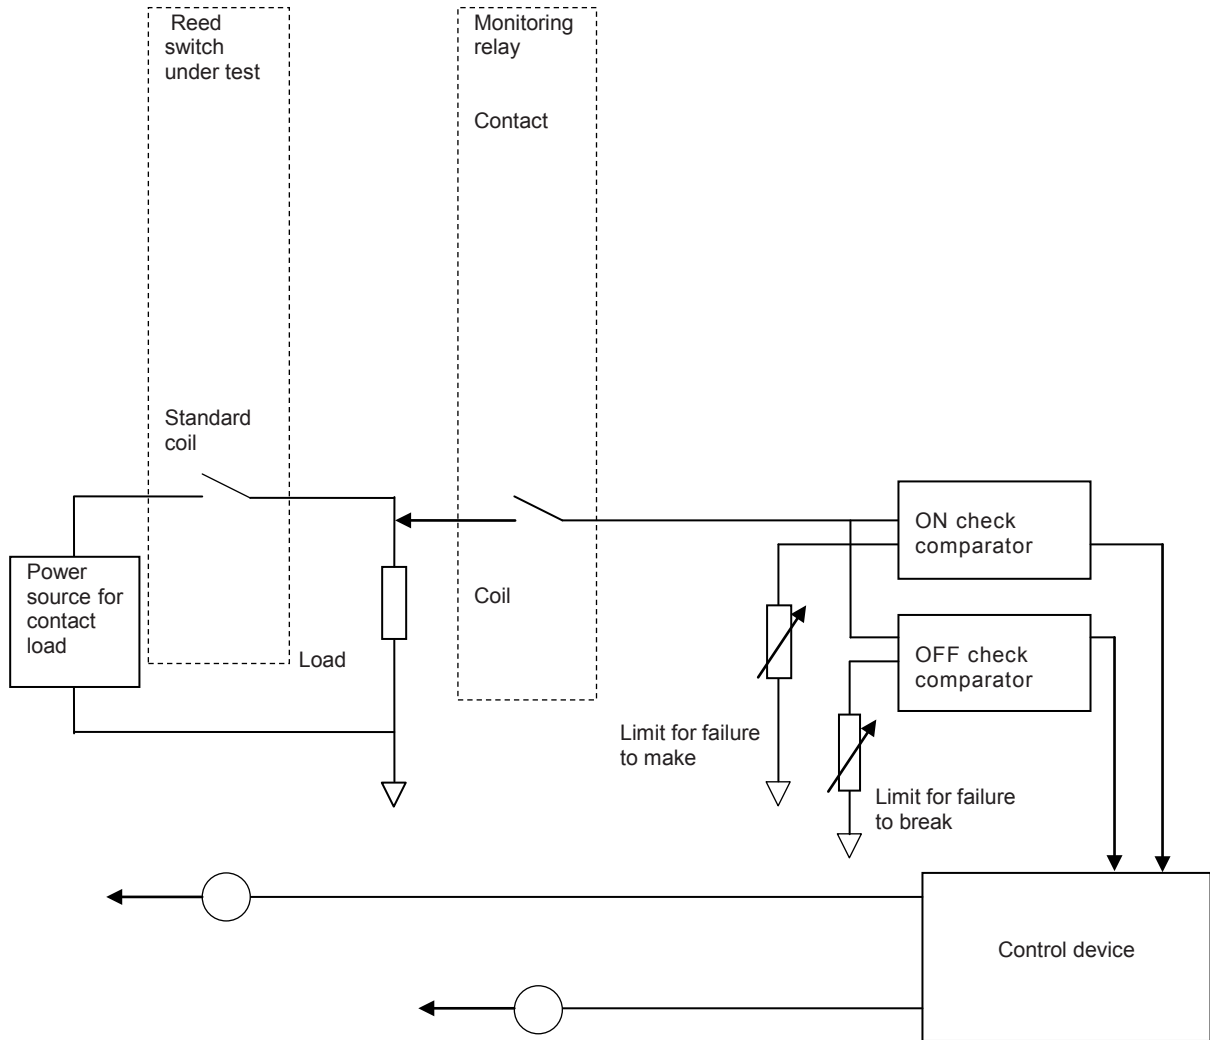 Reed
switch
under test
Monitoring
relay
Contact
Standard
coil
ON check
comparator
Power
source for
contact
load
Coil
Load
OFF check
comparator
Limit for failure
to make
Limit for failure
to break
Control device